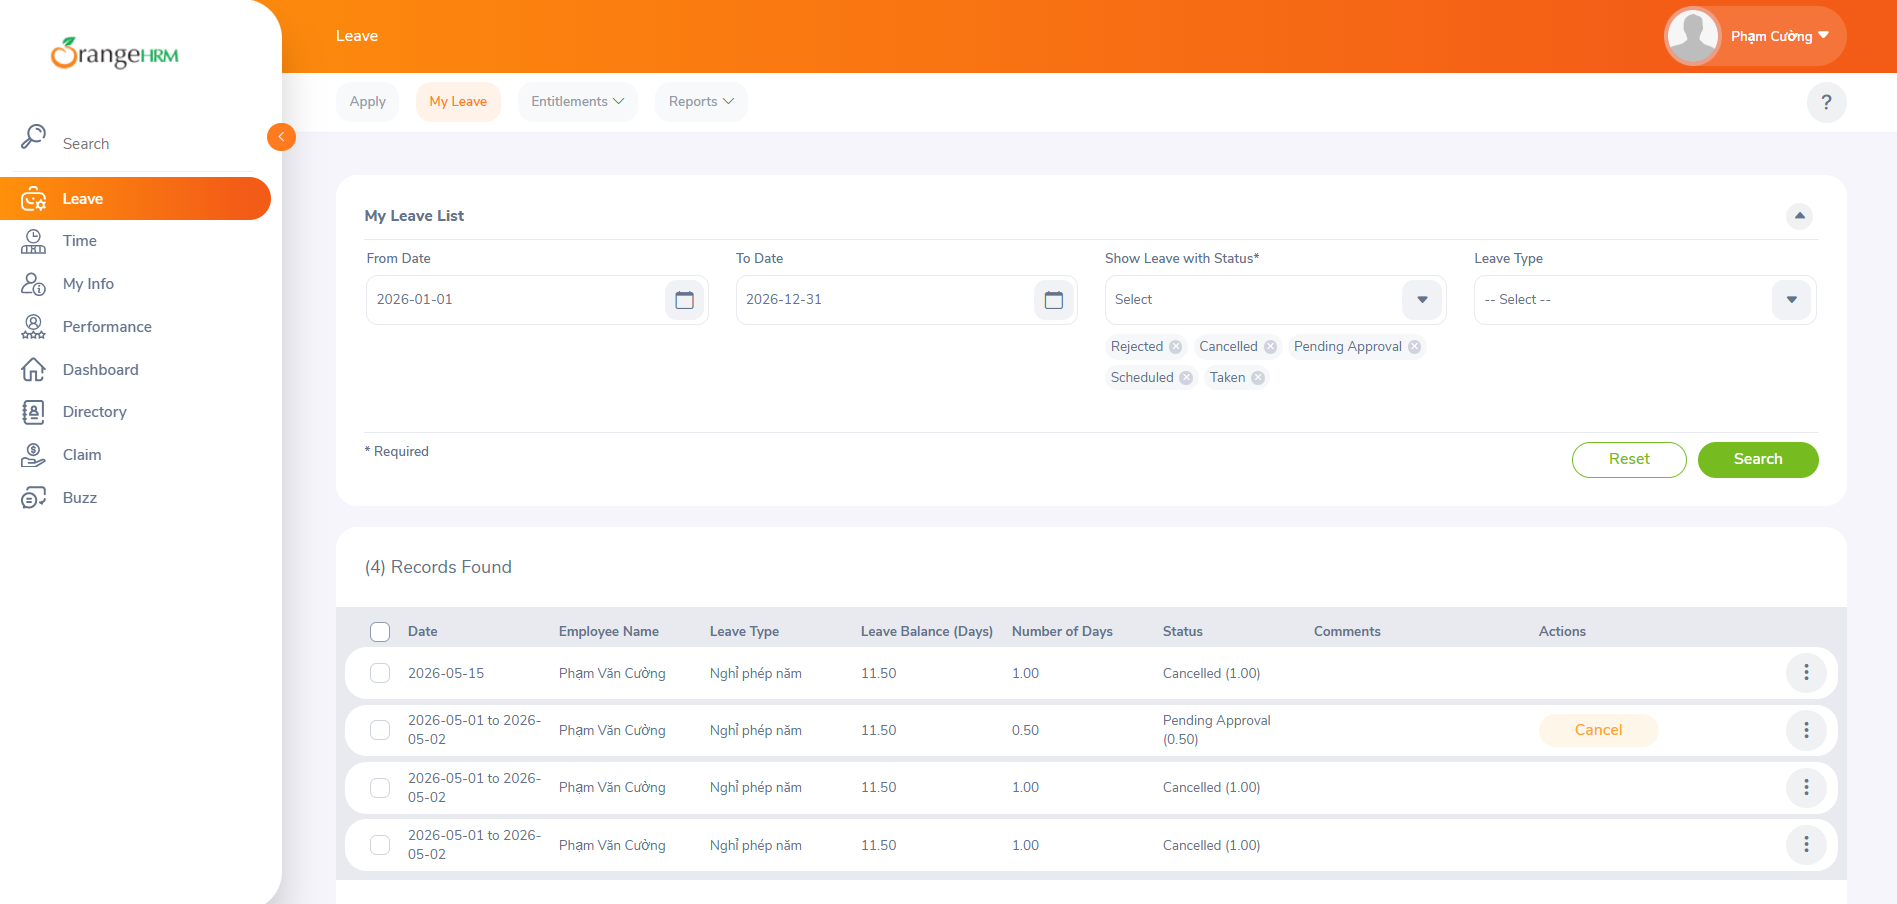 OrangeHRM
Leave
Phạm Cường
Apply
My Leave
Entitlements
Reports
?
Search
Leave
Time
My Info
Performance
Dashboard
Directory
Claim
Buzz
My Leave List
From Date
To Date
Show Leave with Status*
Leave Type
2026-01-01
2026-12-31
Select
-- Select --
Rejected
Cancelled
Pending Approval
Scheduled
Taken
* Required
Reset
Search
(4) Records Found
Date Employee Name Leave Type Leave Balance (Days) Number of Days Status Comments Actions
2026-05-15 Phạm Văn Cường Nghỉ phép năm 11.50 1.00 Cancelled (1.00)
2026-05-01 to 2026-
05-02 Phạm Văn Cường Nghỉ phép năm 11.50 0.50 Pending Approval
(0.50) Cancel
2026-05-01 to 2026-
05-02 Phạm Văn Cường Nghỉ phép năm 11.50 1.00 Cancelled (1.00)
2026-05-01 to 2026-
05-02 Phạm Văn Cường Nghỉ phép năm 11.50 1.00 Cancelled (1.00)